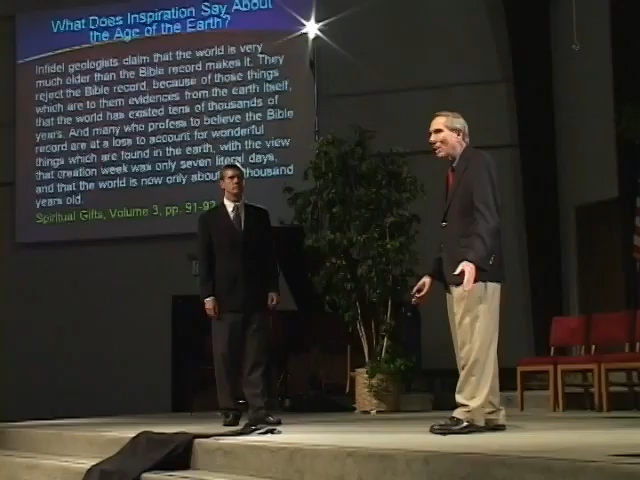 What Does Inspiration Say About
the Age of the Earth?
Infidel geologists claim that the world is very
much older than the Bible record makes it. They
reject the Bible record, because of those things
which are to them evidences from the earth itself,
that the world has existed tens of thousands of
years. And many who profess to believe the Bible
record are at a loss to account for wonderful
things which are found in the earth, with the view
that creation week was only seven literal days,
and that the world is now only about thousand
years old.
Spiritual Gifts, Volume 3, pp. 91-92